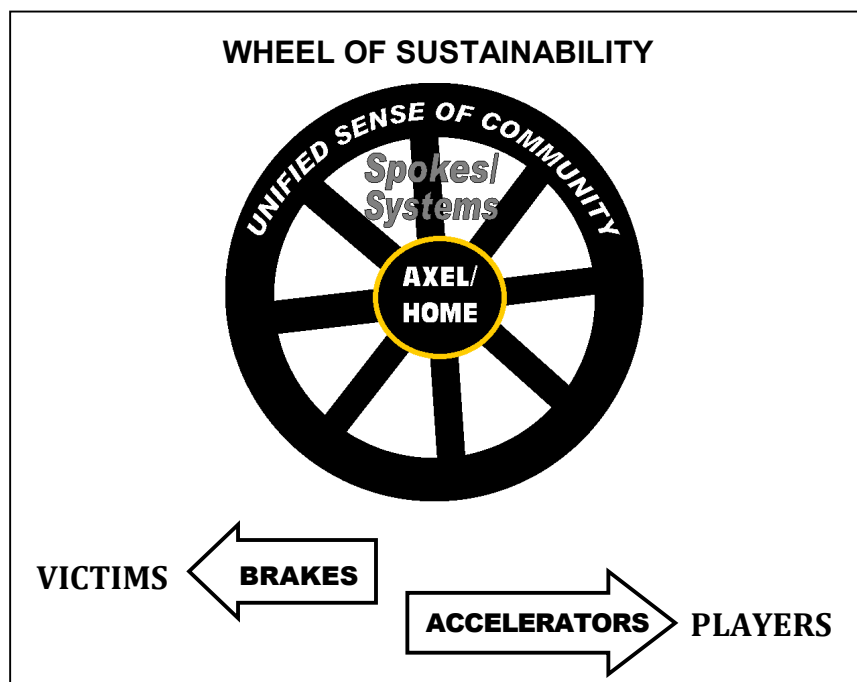 WHEEL OF SUSTAINABILITY
UNIFIED SENSE OF COMMUNITY
Spokes/
Systems
AXEL/
HOME
VICTIMS
BRAKES
ACCELERATORS
PLAYERS